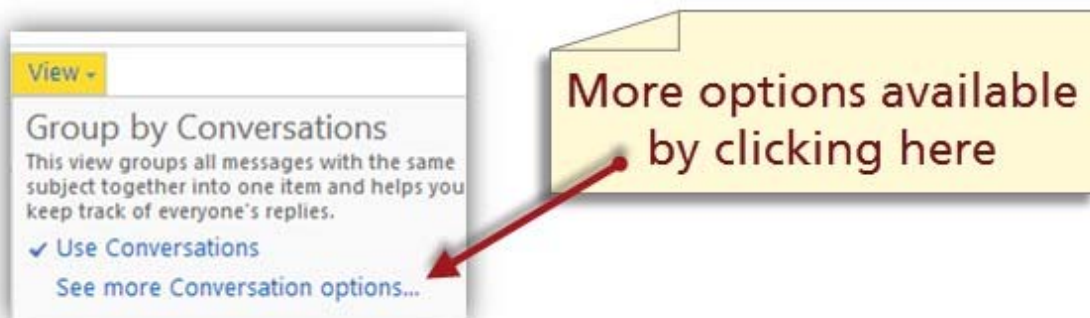 View
Group by Conversations
This view groups all messages with the same
subject together into one item and helps you
keep track of everyone's replies.
✓ Use Conversations
See more Conversation options...
More options available
by clicking here